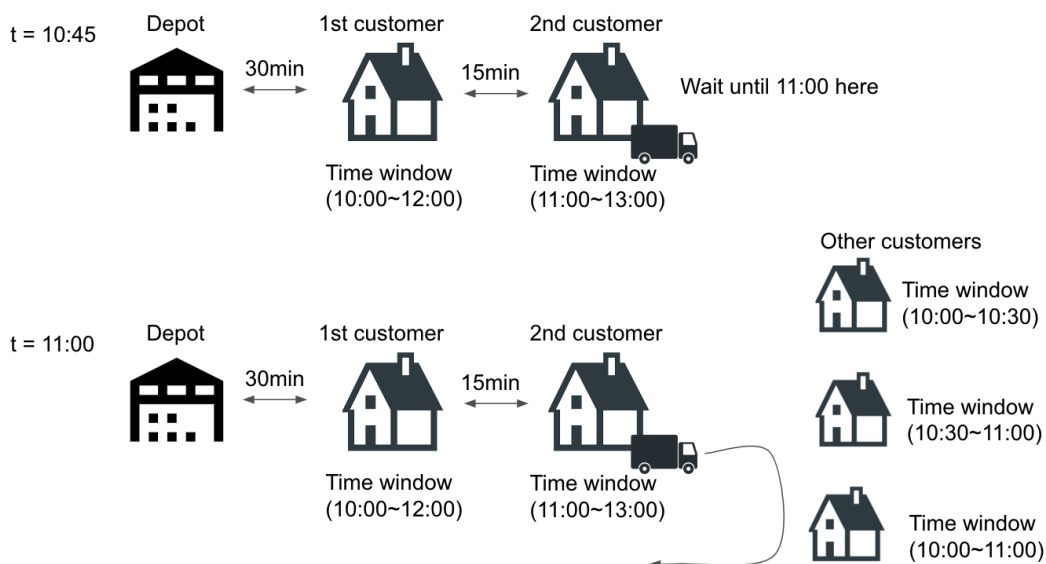 t = 10:45
Depot
1st customer
2nd customer
30min
15min
Wait until 11:00 here
Time window
(10:00~12:00)
Time window
(11:00~13:00)
Other customers
Time window
(10:00~10:30)
t = 11:00
Depot
1st customer
2nd customer
30min
15min
Time window
(10:30~11:00)
Time window
(10:00~12:00)
Time window
(11:00~13:00)
Time window
(10:00~11:00)